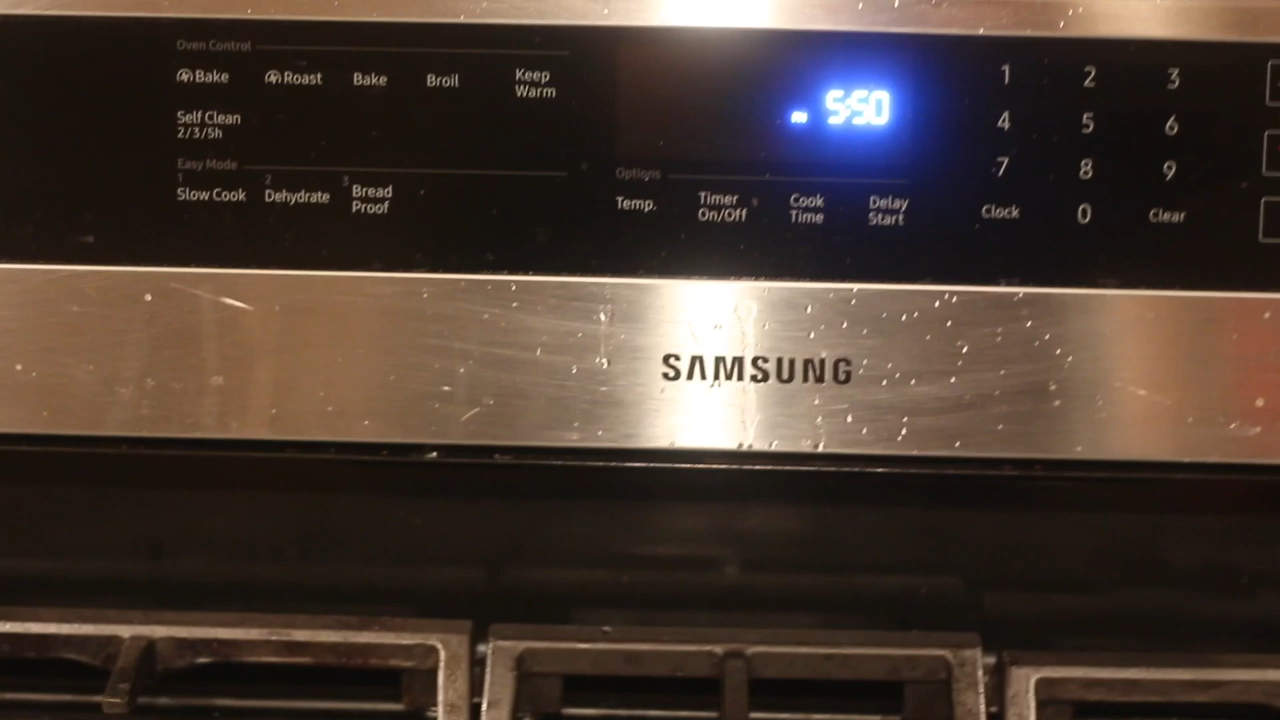 Oven Control
Bake
Roast
Bake
Broil
Keep
Warm
Self Clean
2/3/5h
Easy Mode
1
Slow Cook
2
Dehydrate
3
Bread
Proof
5:50
Options
Temp.
Timer
On/Off
Cook
Time
Delay
Start
1 2 3
4 5 6
7 8 9
Clock 0 Clear
SAMSUNG